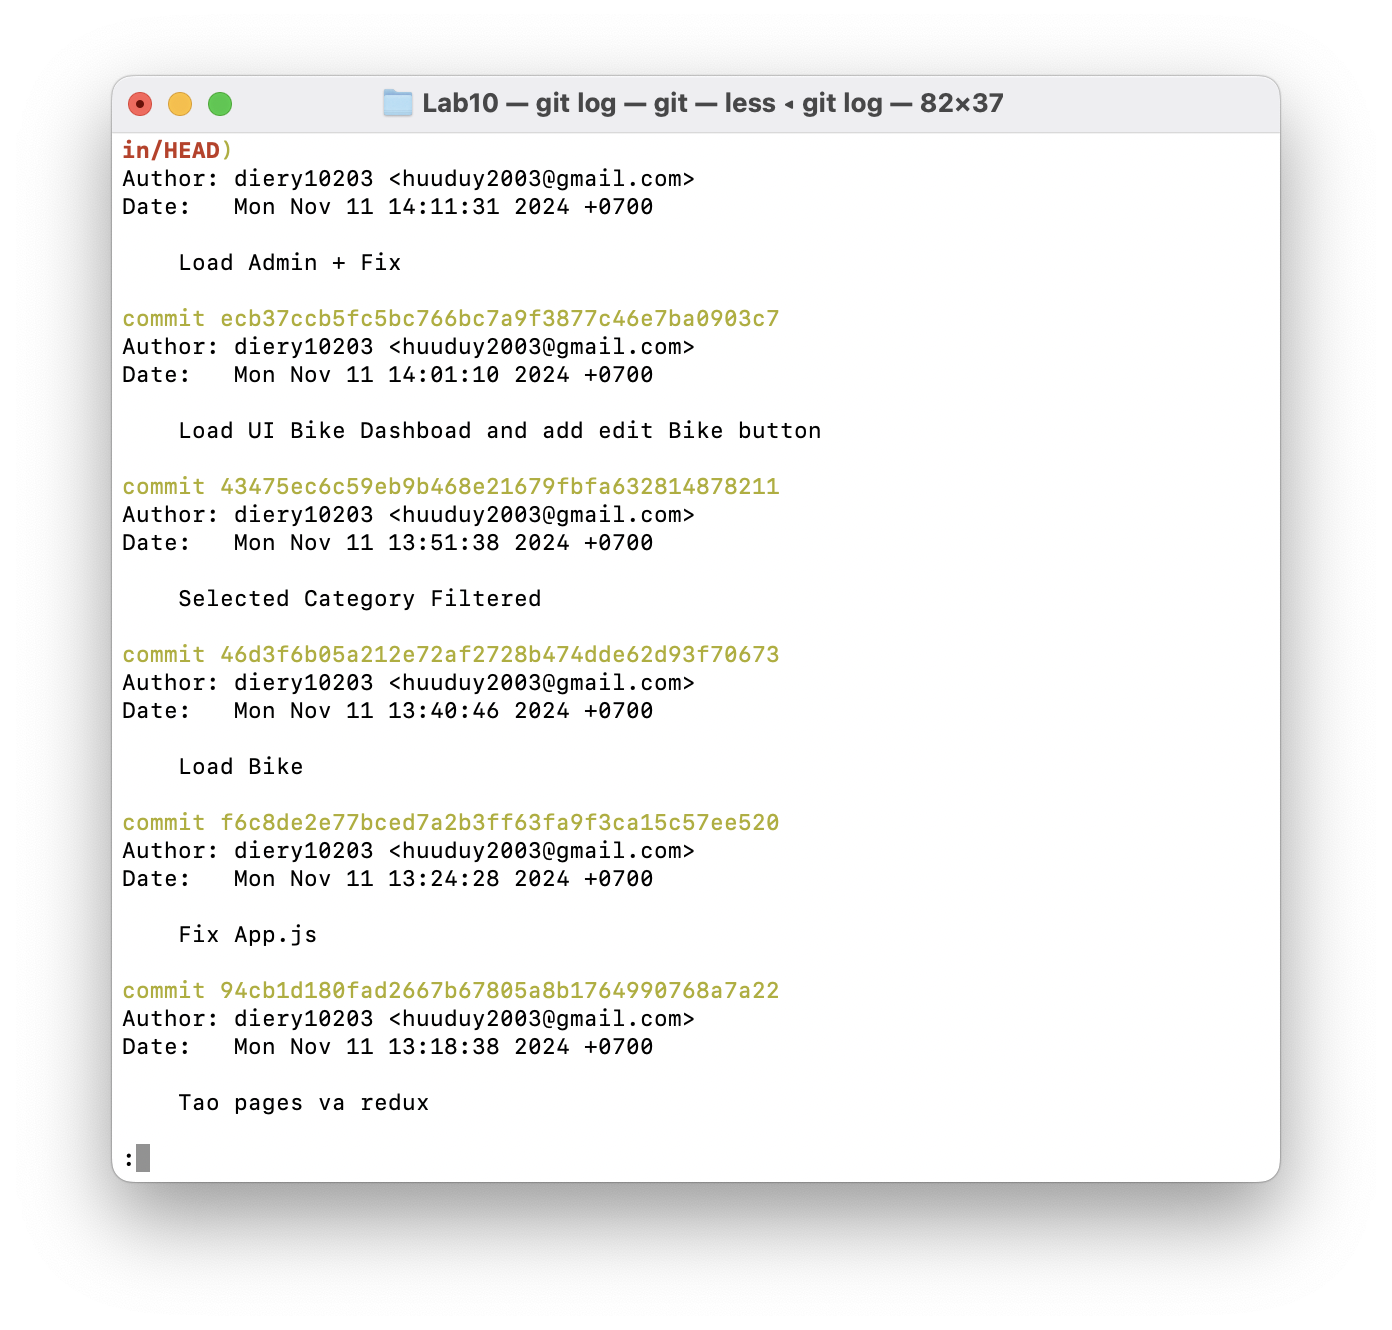 Lab10 — git log — git — less ◂ git log — 82×37
in/HEAD)
Author: diery10203 <huuduy2003@gmail.com>
Date:   Mon Nov 11 14:11:31 2024 +0700
    Load Admin + Fix
commit ecb37ccb5fc5bc766bc7a9f3877c46e7ba0903c7
Author: diery10203 <huuduy2003@gmail.com>
Date:   Mon Nov 11 14:01:10 2024 +0700
    Load UI Bike Dashboad and add edit Bike button
commit 43475ec6c59eb9b468e21679fbfa632814878211
Author: diery10203 <huuduy2003@gmail.com>
Date:   Mon Nov 11 13:51:38 2024 +0700
    Selected Category Filtered
commit 46d3f6b05a212e72af2728b474dde62d93f70673
Author: diery10203 <huuduy2003@gmail.com>
Date:   Mon Nov 11 13:40:46 2024 +0700
    Load Bike
commit f6c8de2e77bced7a2b3ff63fa9f3ca15c57ee520
Author: diery10203 <huuduy2003@gmail.com>
Date:   Mon Nov 11 13:24:28 2024 +0700
    Fix App.js
commit 94cb1d180fad2667b67805a8b1764990768a7a22
Author: diery10203 <huuduy2003@gmail.com>
Date:   Mon Nov 11 13:18:38 2024 +0700
    Tao pages va redux
: